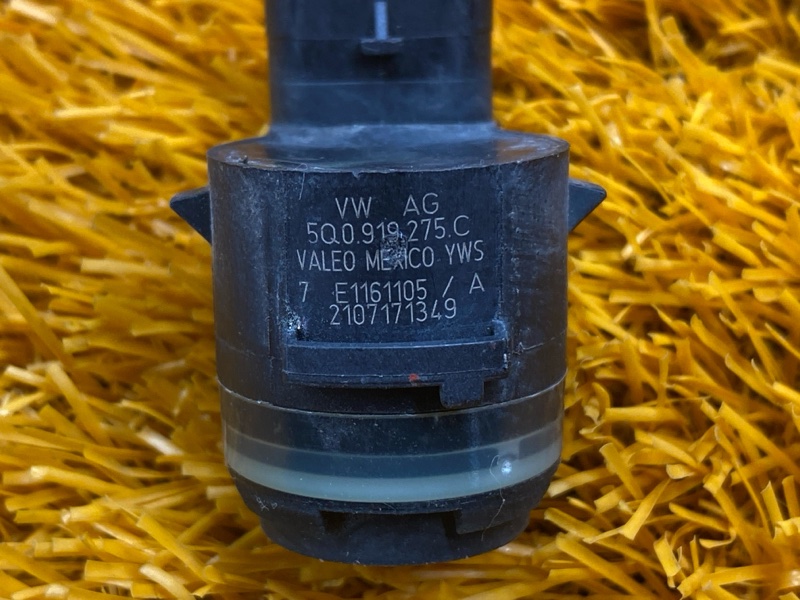 VW AG
5Q0.919.275.C
VALEO MEXICO YWS
7 E1161105 / A
2107171349